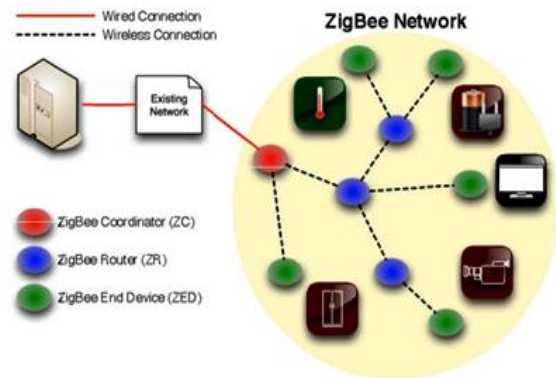 Wired Connection
Wireless Connection
ZigBee Network
Existing
Network
ZigBee Coordinator (ZC)
ZigBee Router (ZR)
ZigBee End Device (ZED)